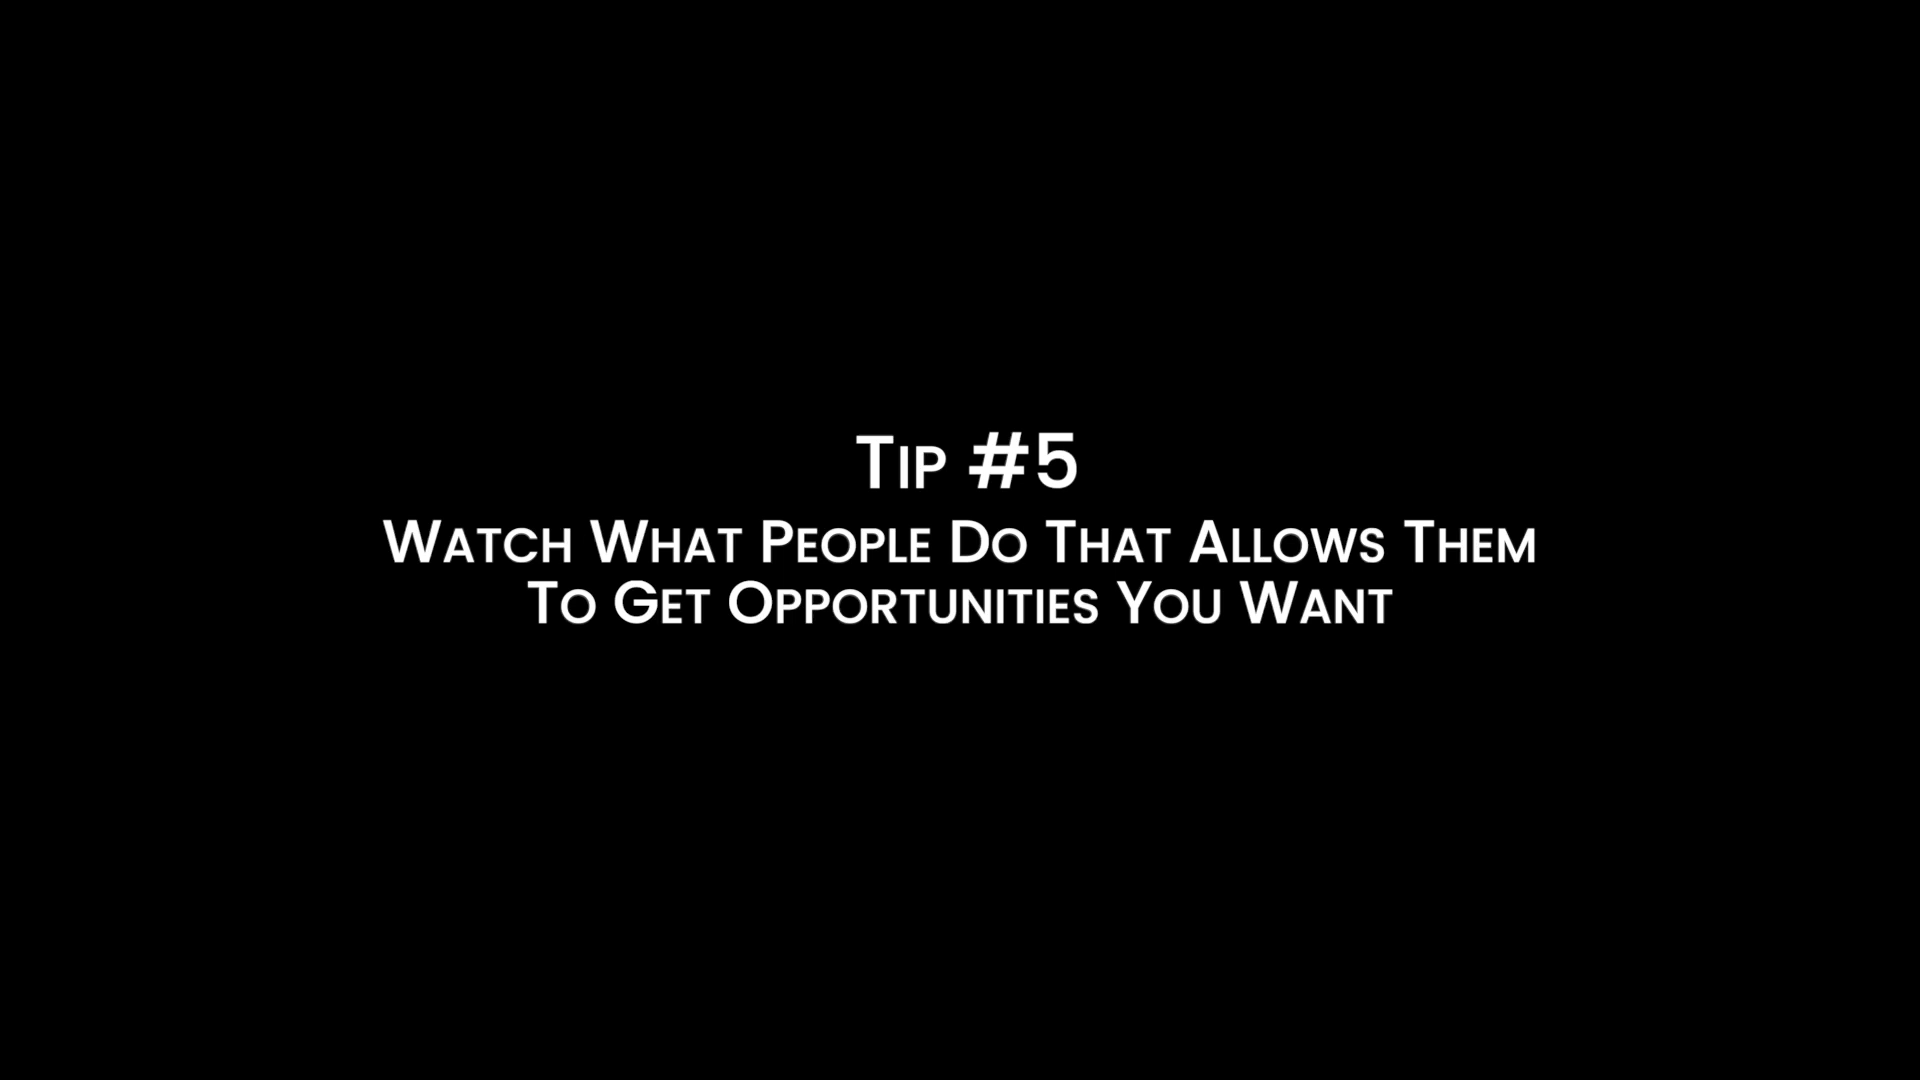 Tip #5
Watch What People Do That Allows Them
To Get Opportunities You Want